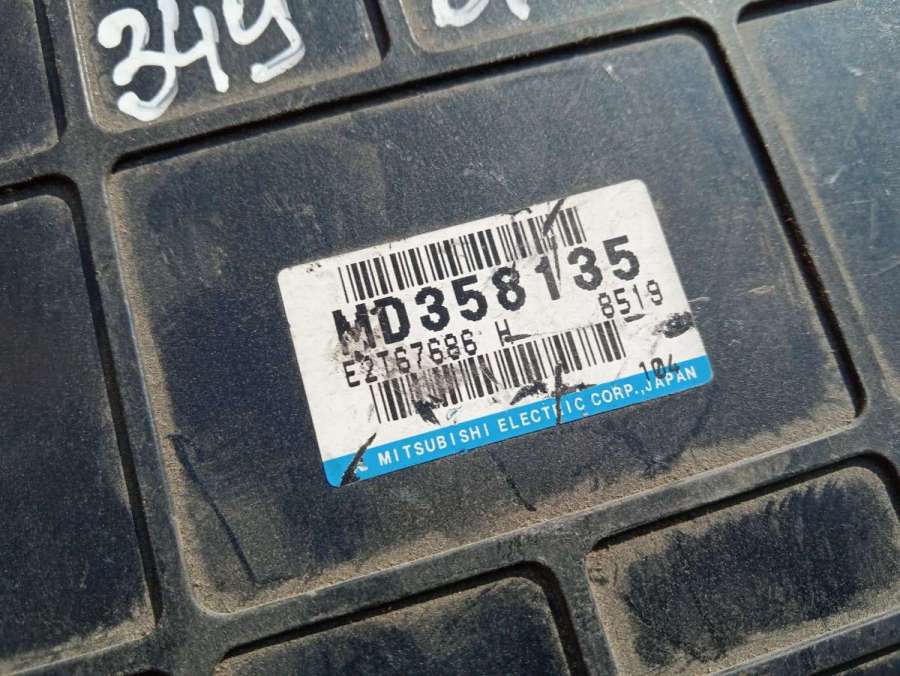 349
MD358135
E2T67686 H 8519
104
MITSUBISHI ELECTRIC CORP., JAPAN